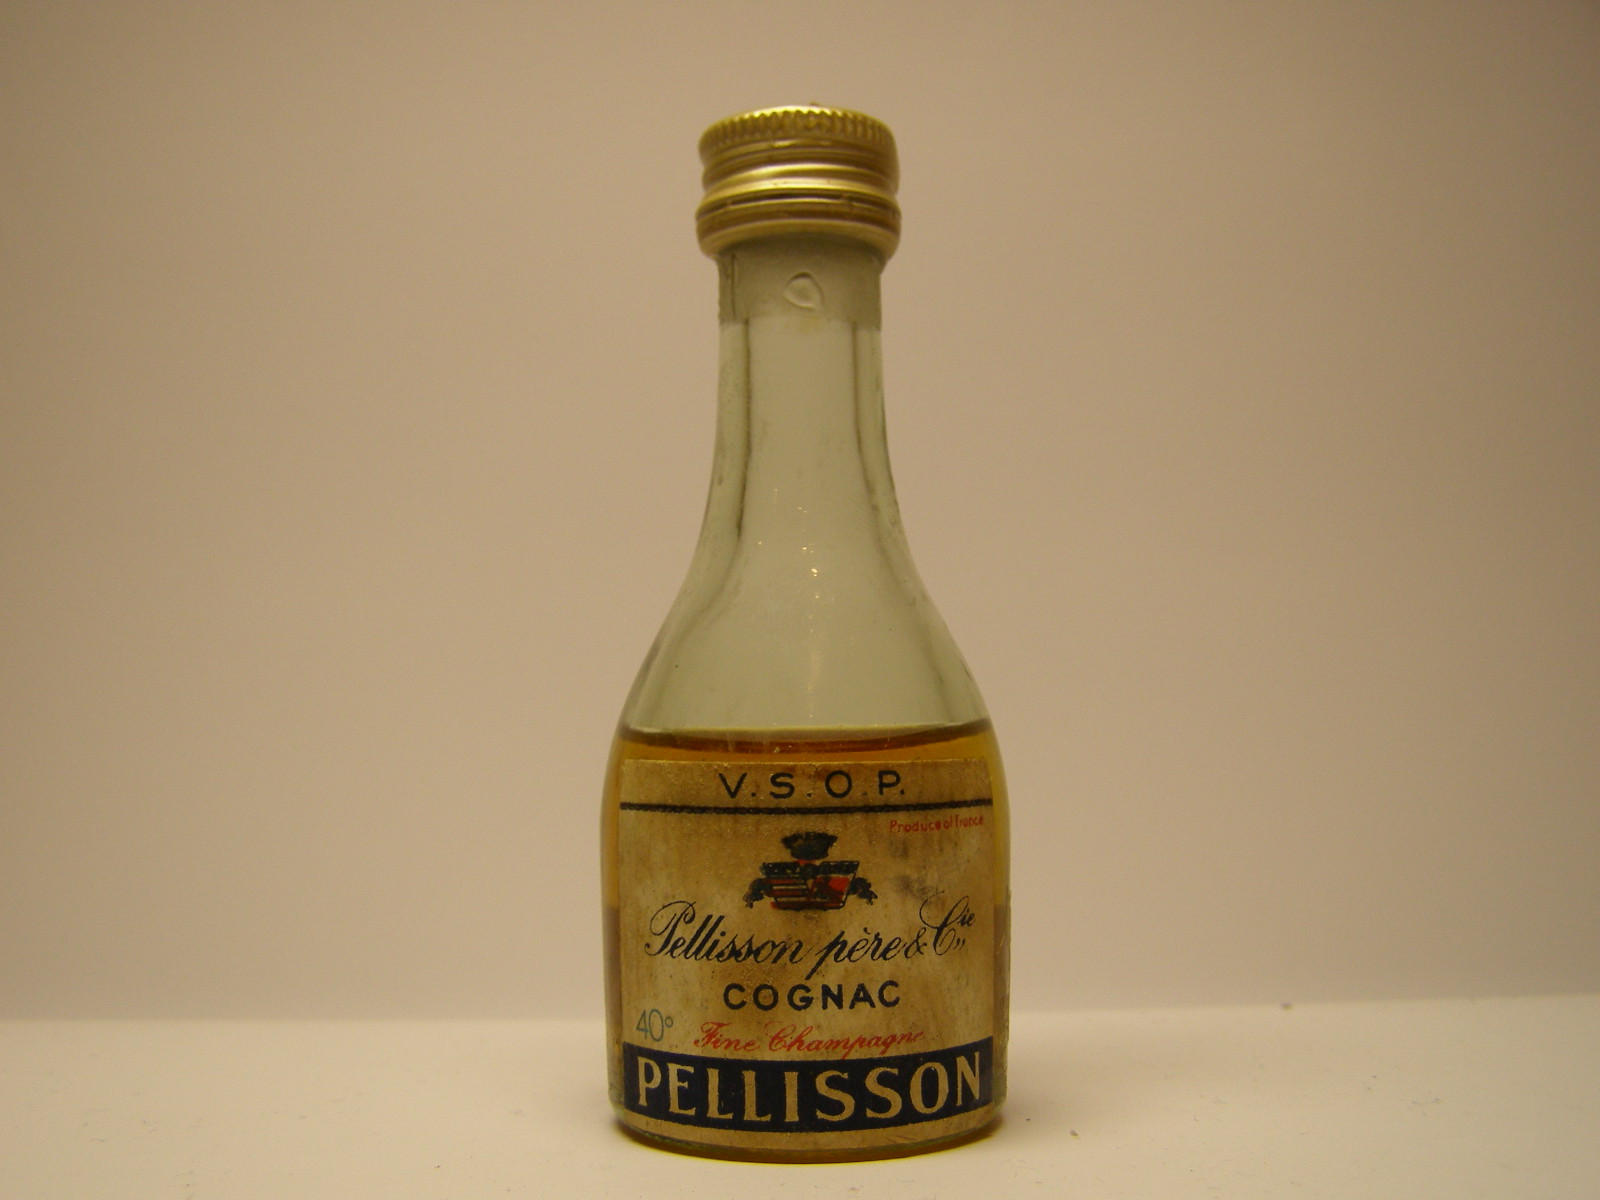 V.S.O.P.
Produce of France
Pellisson père & Cie
COGNAC
40°
Fine Champagne
PELLISSON